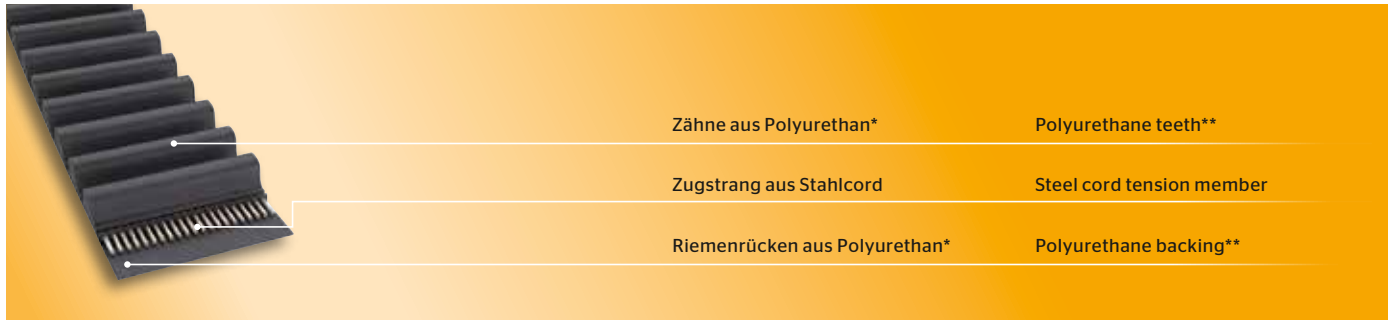 Zähne aus Polyurethan* Polyurethane teeth**
Zugstrang aus Stahlcord Steel cord tension member
Riemenrücken aus Polyurethan* Polyurethane backing**